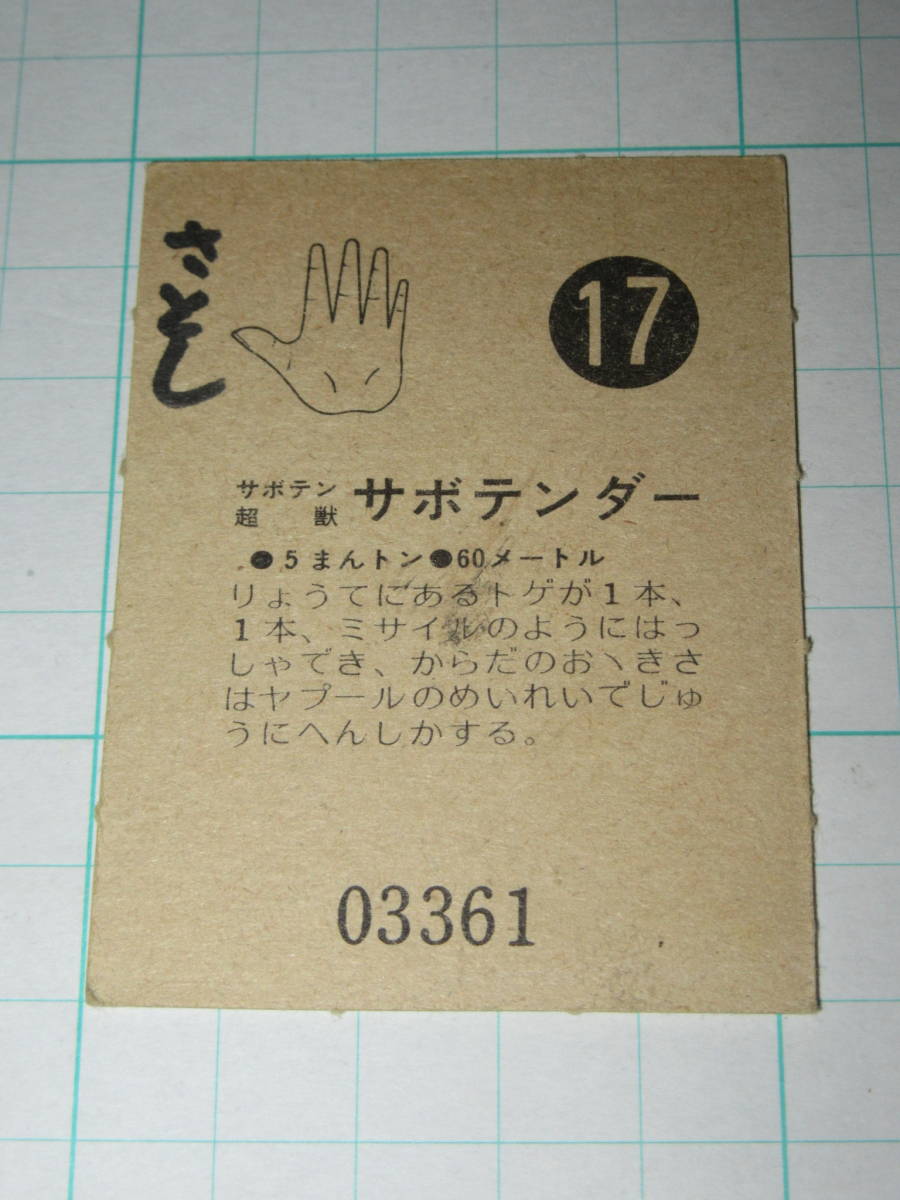 さとし
17
サボテン
超獣
サボテンダー
●5まんトン●60メートル
りょうてにあるトゲが1本、
1本、ミサイルのようにはっ
しゃでき、からだのおヽきさ
はヤプールのめいれいでじゅ
うにへんしかする。
03361